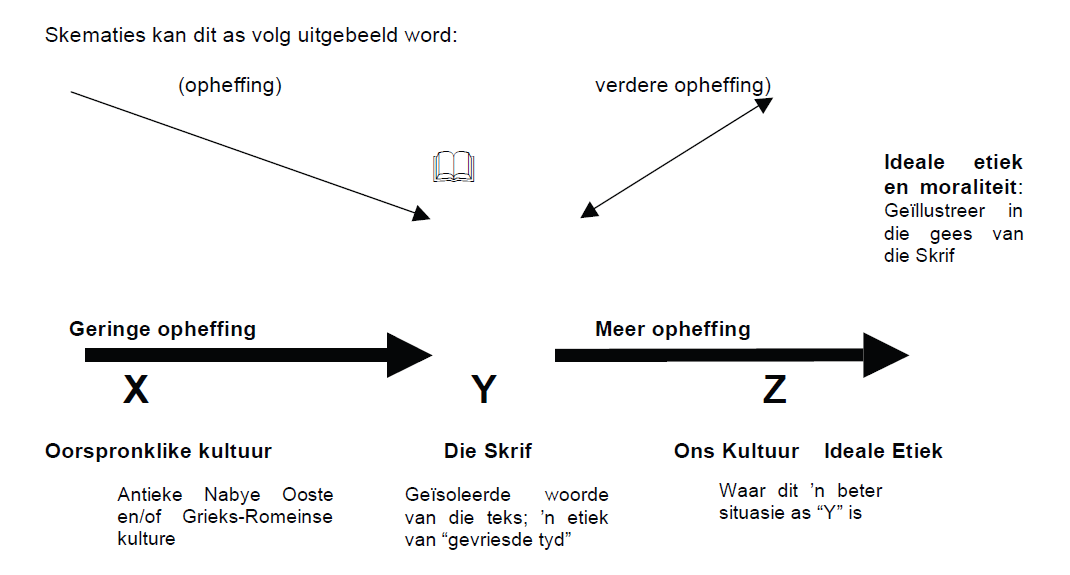 Skematies kan dit as volg uitgebeeld word:
(opheffing)
verdere opheffing)
Ideale etiek
en moraliteit:
Geïllustreer in
die gees van
die Skrif
Geringe opheffing
Meer opheffing
X
Y
Z
Oorspronklike kultuur
Die Skrif
Ons Kultuur Ideale Etiek
Antieke Nabye Ooste
en/of Grieks-Romeinse
kulture
Geïsoleerde woorde
van die teks; ’n etiek
van “gevriesde tyd”
Waar dit ’n beter
situasie as “Y” is